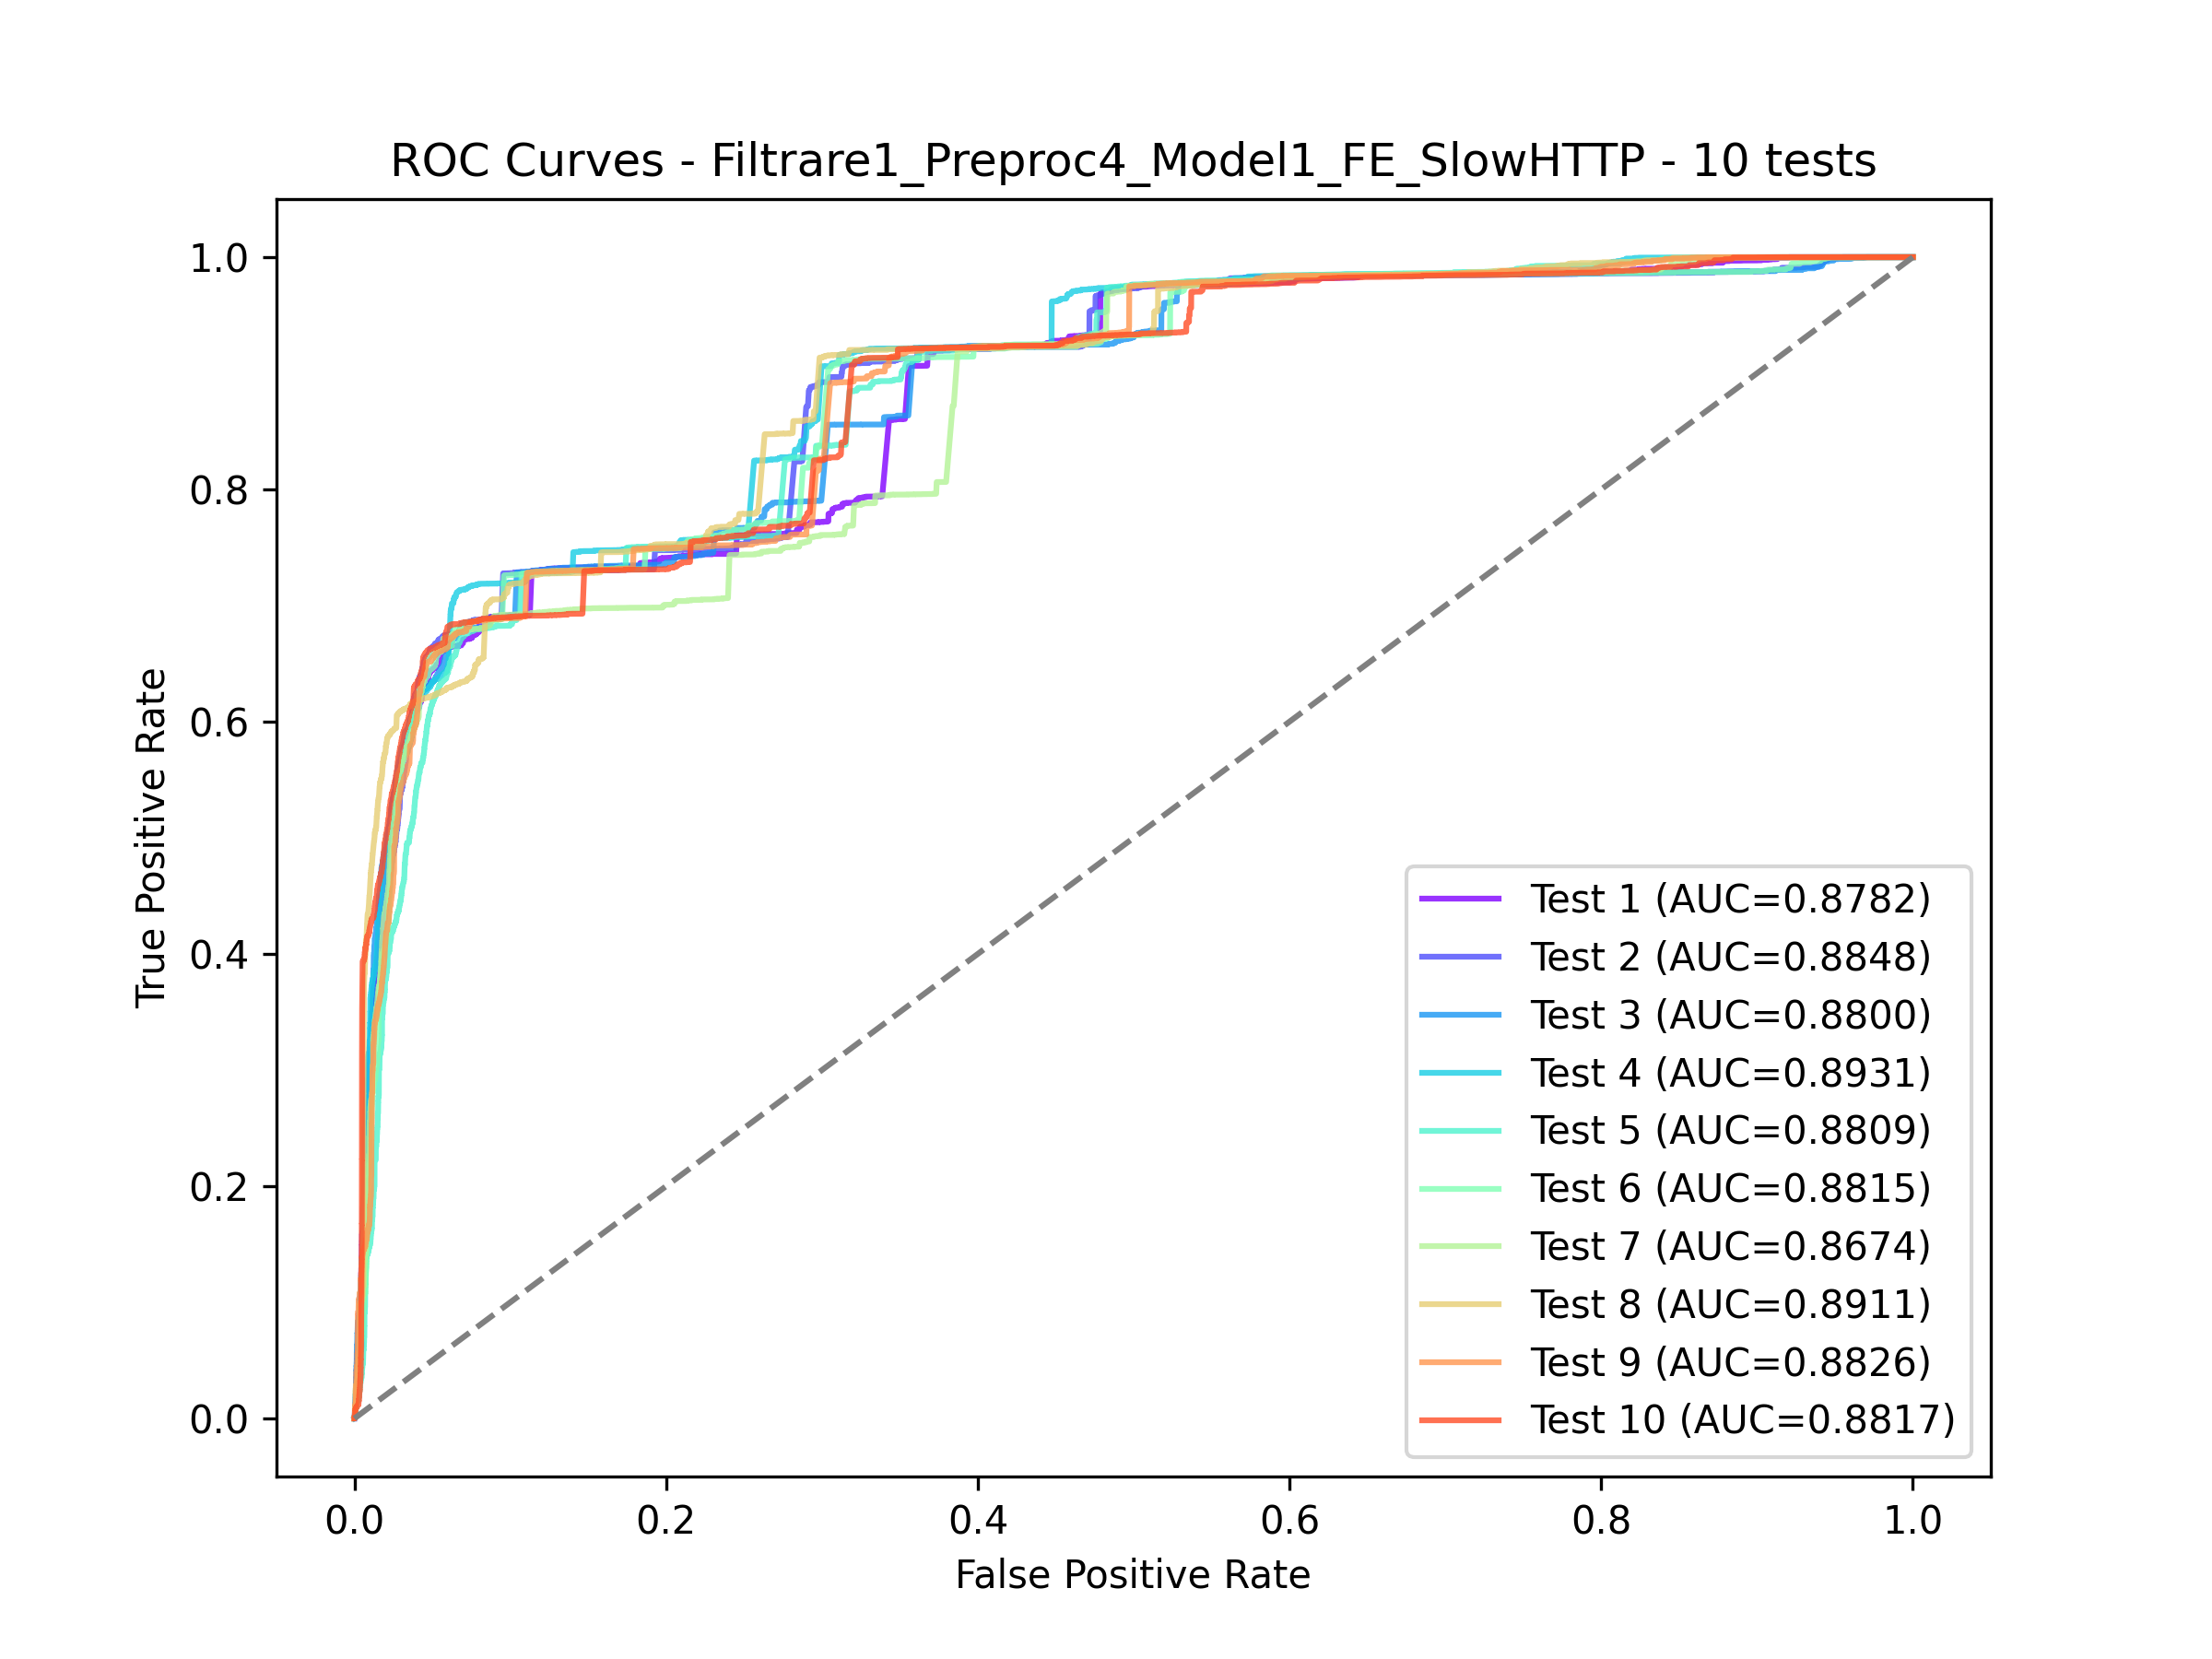 ROC Curves - Filtrare1_Preproc4_Model1_FE_SlowHTTP - 10 tests
True Positive Rate
1.0
0.8
0.6
0.4
0.2
0.0
Test 1 (AUC=0.8782)
Test 2 (AUC=0.8848)
Test 3 (AUC=0.8800)
Test 4 (AUC=0.8931)
Test 5 (AUC=0.8809)
Test 6 (AUC=0.8815)
Test 7 (AUC=0.8674)
Test 8 (AUC=0.8911)
Test 9 (AUC=0.8826)
Test 10 (AUC=0.8817)
0.0 0.2 0.4 0.6 0.8 1.0
False Positive Rate